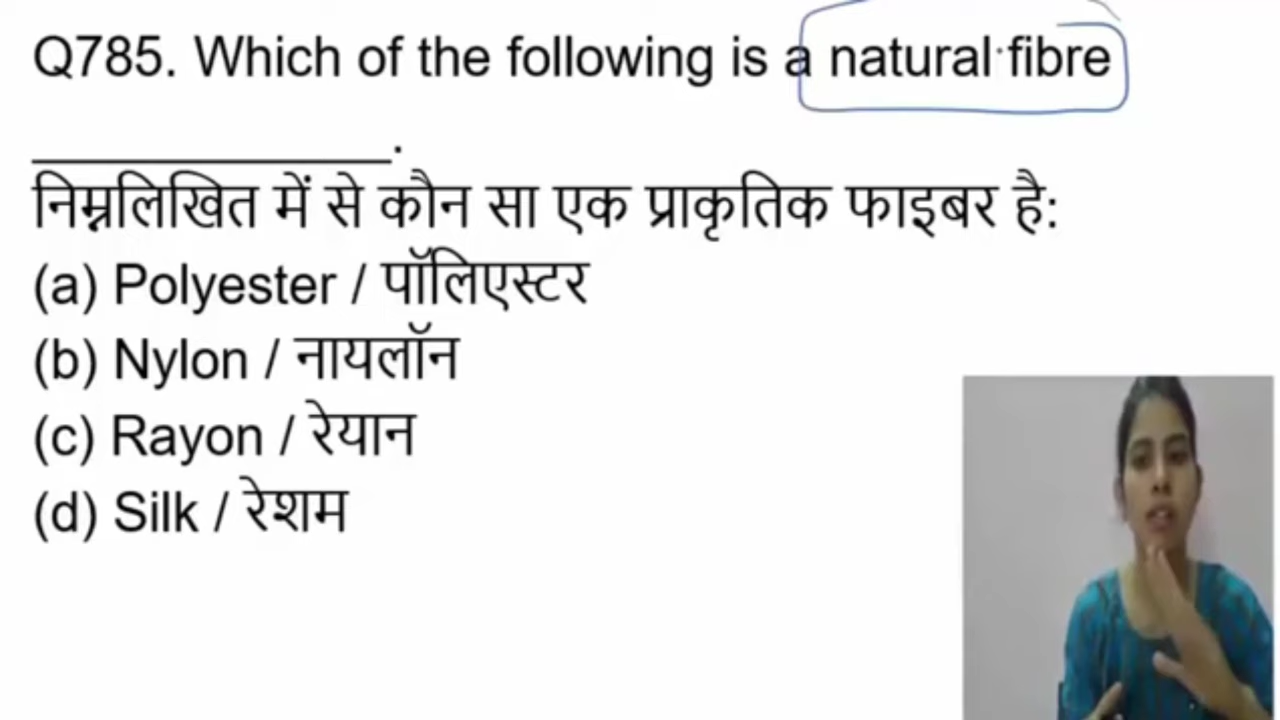 Q785. Which of the following is a natural fibre
______________.
निम्नलिखित में से कौन सा एक प्राकृतिक फाइबर है:
(a) Polyester / पॉलिएस्टर
(b) Nylon / नायलॉन
(c) Rayon / रेयान
(d) Silk / रेशम